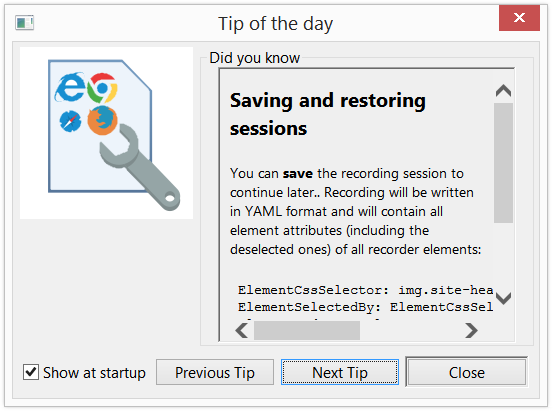 Tip of the day
Did you know
Saving and restoring
sessions
You can save the recording session to
continue later.. Recording will be written
in YAML format and will contain all
element attributes (including the
deselected ones) of all recorder elements:
ElementCssSelector: img.site-hea
ElementSelectedBy: ElementCssSel
Show at startup
Previous Tip
Next Tip
Close